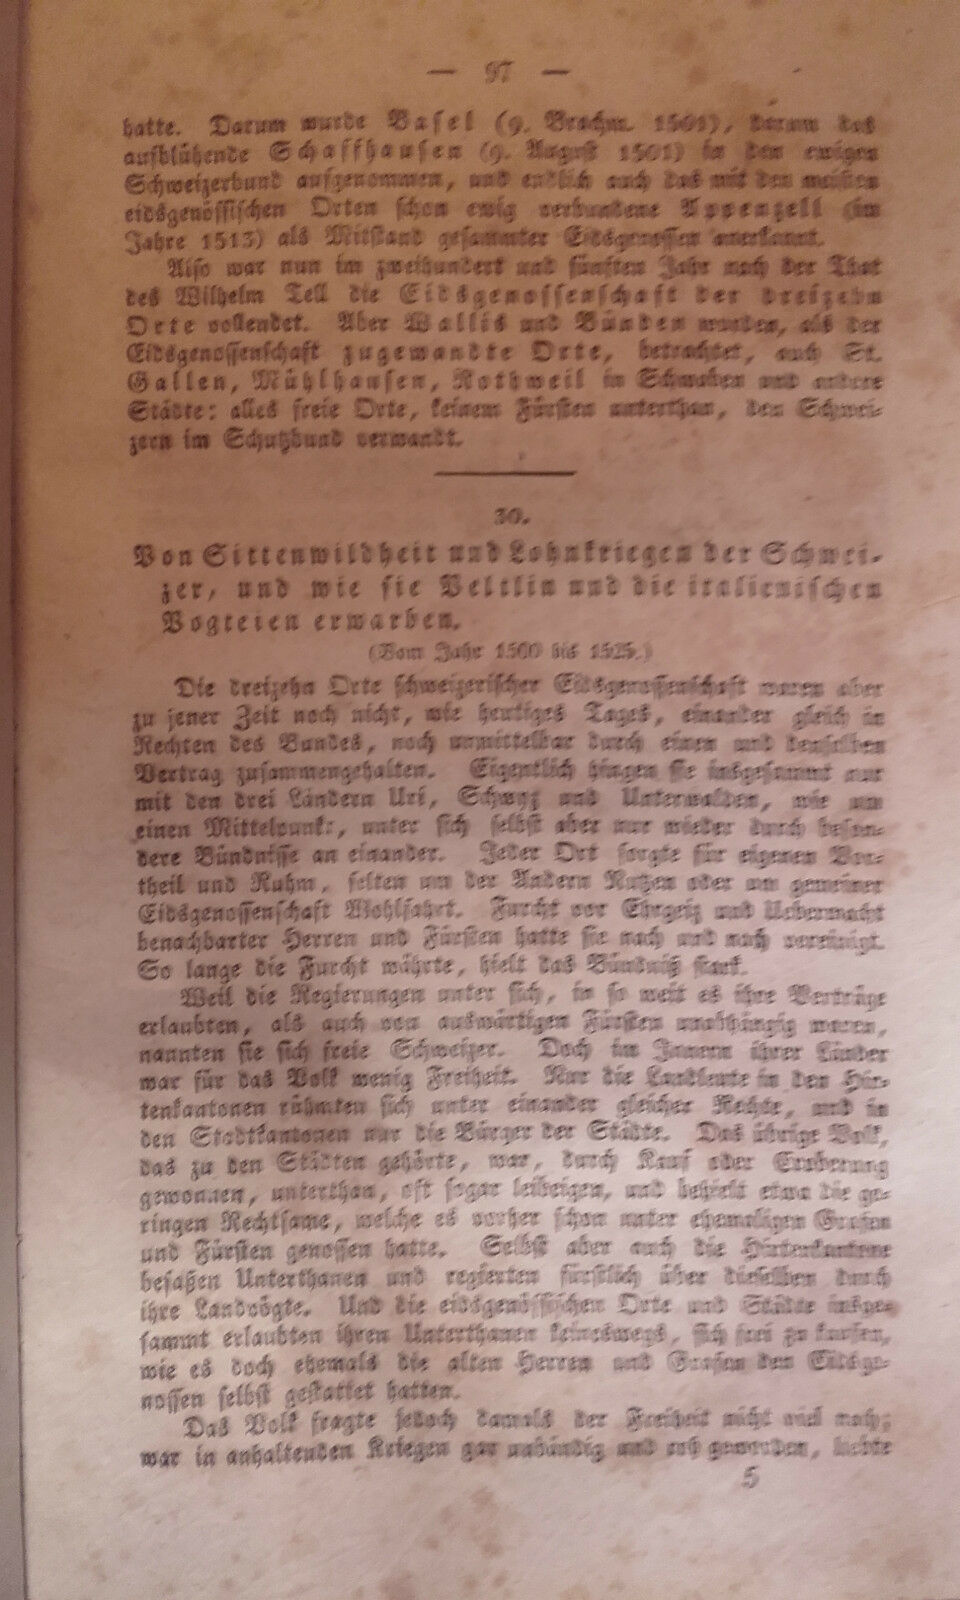 — 97 —
hatte. Darum wurde Basel (9. Brachm. 1501), darum das
aufblühende Schaffhausen (9. August 1501) in den ewigen
Schweizerbund aufgenommen, und endlich auch das mit den meisten
eidsgenössischen Orten schon ewig verbundene Appenzell (im
Jahre 1513) als Mitstand gesammter Eidsgenossen anerkannt.
Also war nun im zweihundert und fünften Jahr nach der That
des Wilhelm Tell die Eidsgenossenschaft der dreizehn
Orte vollendet. Aber Wallis und Bünden wurden, als der
Eidsgenossenschaft zugewandte Orte, betrachtet, auch St.
Gallen, Mühlhausen, Rothweil in Schwaben und andere
Städte: alles freie Orte, keinem Fürsten unterthan, den Schwei-
zern im Schutzbund verwandt.
30.
Von Sittenwildheit und Lohnkriegen der Schwei-
zer, und wie sie Veltlin und die italienischen
Vogteien erwarben.
(Vom Jahr 1500 bis 1525.)
Die dreizehn Orte schweizerischer Eidsgenossenschaft waren aber
zu jener Zeit noch nicht, wie heutiges Tages, einander gleich in
Rechten des Bundes, noch unmittelbar durch einen und denselben
Vertrag zusammengehalten. Eigentlich hingen sie insgesammt nur
mit den drei Ländern Uri, Schwyz und Unterwalden, wie um
einen Mittelpunkt, unter sich selbst aber nur wieder durch beson-
dere Bündnisse an einander. Jeder Ort sorgte für eigenen Vor-
theil und Ruhm, selten um der Andern Nutzen oder um gemeiner
Eidsgenossenschaft Wohlfahrt. Furcht vor Ehrgeiz und Uebermacht
benachbarter Herren und Fürsten hatte sie nach und nach vereinigt.
So lange die Furcht währte, hielt das Bündniß stark.
Weil die Regierungen unter sich, in so weit es ihre Verträge
erlaubten, als auch von auswärtigen Fürsten unabhängig waren,
nannten sie sich freie Schweizer. Doch im Innern ihrer Länder
war für das Volk wenig Freiheit. Nur die Landleute in den Hir-
tenkantonen rühmten sich unter einander gleicher Rechte, und in
den Stadtkantonen nur die Bürger der Städte. Das übrige Volk,
das zu den Städten gehörte, war, durch Kauf oder Eroberung
gewonnen, unterthan, oft sogar leibeigen, und behielt etwa die ge-
ringen Rechtsame, welche es vorher schon unter ehemaligen Grafen
und Fürsten genossen hatte. Selbst aber auch die Hirtenkantone
besaßen Unterthanen und regierten fürstlich über dieselben durch
ihre Landvögte. Und die eidsgenössischen Orte und Städte insge-
sammt erlaubten ihren Unterthanen keineswegs, sich frei zu kaufen,
wie es doch ehemals die alten Herren und Grafen den Eidsge-
nossen selbst gestattet hatten.
Das Volk fragte jedoch damals der Freiheit nicht viel nach;
war in anhaltenden Kriegen gar unbändig und roh geworden, liebte
5